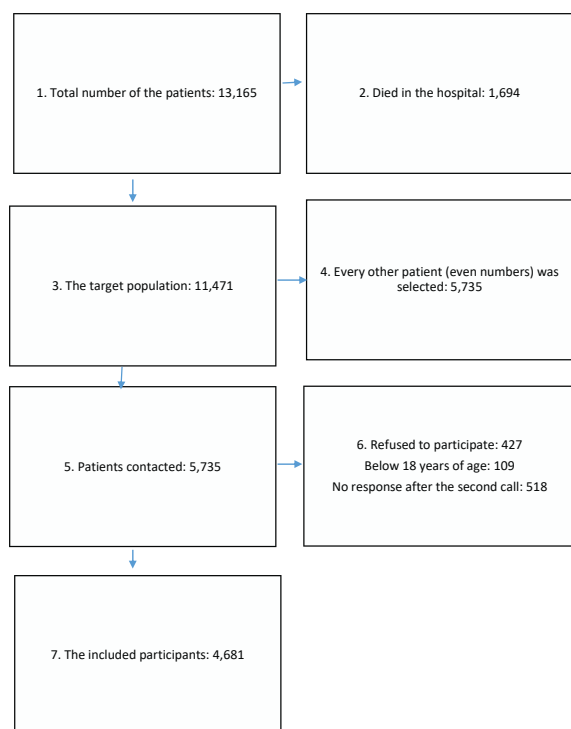 1. Total number of the patients: 13,165
2. Died in the hospital: 1,694
3. The target population: 11,471
4. Every other patient (even numbers) was
selected: 5,735
5. Patients contacted: 5,735
6. Refused to participate: 427
Below 18 years of age: 109
No response after the second call: 518
7. The included participants: 4,681